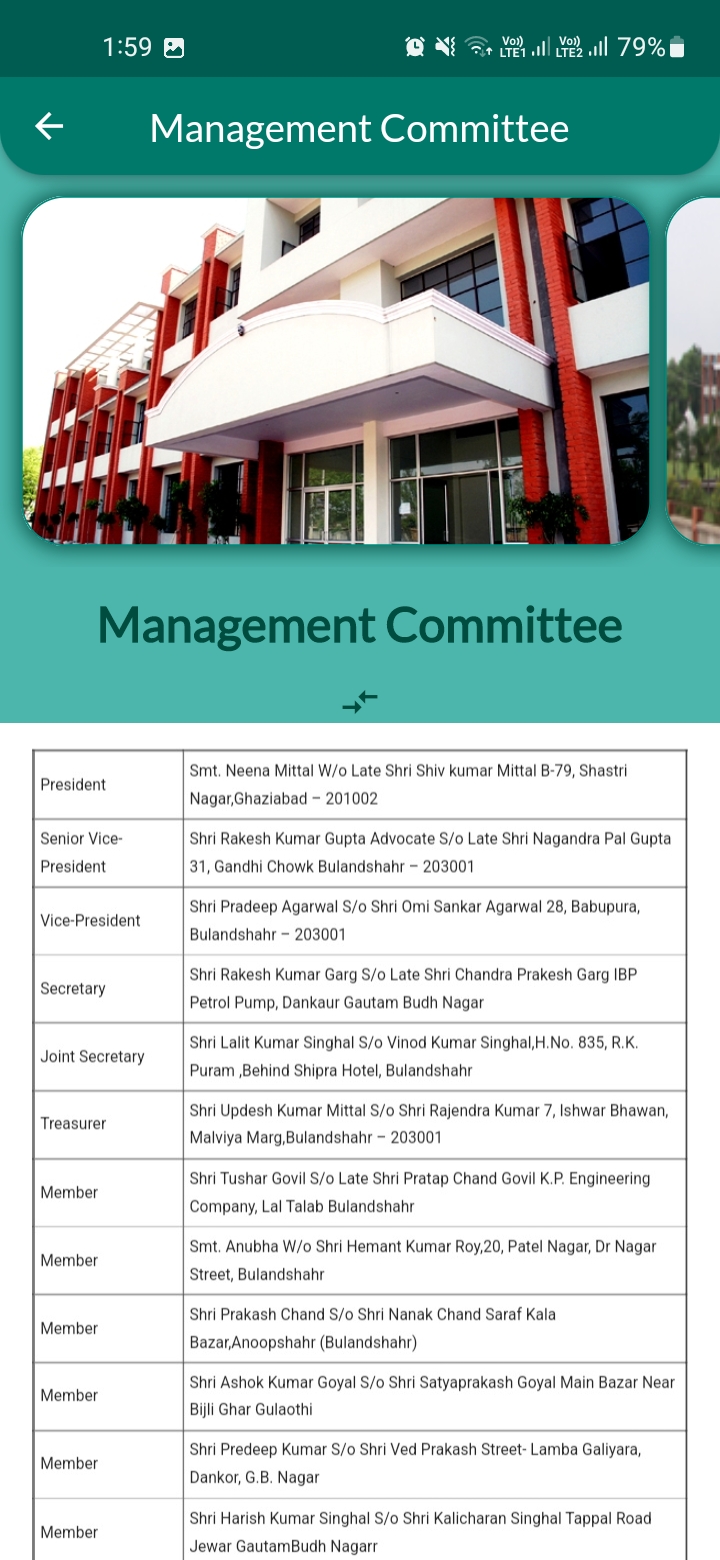 1:59
Vo)) LTE1 Vo)) LTE2 79%
Management Committee
Management Committee
President
Smt. Neena Mittal W/o Late Shri Shiv kumar Mittal B-79, Shastri
Nagar,Ghaziabad – 201002
Senior Vice-
President
Shri Rakesh Kumar Gupta Advocate S/o Late Shri Nagandra Pal Gupta
31, Gandhi Chowk Bulandshahr – 203001
Vice-President
Shri Pradeep Agarwal S/o Shri Omi Sankar Agarwal 28, Babupura,
Bulandshahr – 203001
Secretary
Shri Rakesh Kumar Garg S/o Late Shri Chandra Prakesh Garg IBP
Petrol Pump, Dankaur Gautam Budh Nagar
Joint Secretary
Shri Lalit Kumar Singhal S/o Vinod Kumar Singhal,H.No. 835, R.K.
Puram ,Behind Shipra Hotel, Bulandshahr
Treasurer
Shri Updesh Kumar Mittal S/o Shri Rajendra Kumar 7, Ishwar Bhawan,
Malviya Marg,Bulandshahr – 203001
Member
Shri Tushar Govil S/o Late Shri Pratap Chand Govil K.P. Engineering
Company, Lal Talab Bulandshahr
Member
Smt. Anubha W/o Shri Hemant Kumar Roy,20, Patel Nagar, Dr Nagar
Street, Bulandshahr
Member
Shri Prakash Chand S/o Shri Nanak Chand Saraf Kala
Bazar,Anoopshahr (Bulandshahr)
Member
Shri Ashok Kumar Goyal S/o Shri Satyaprakash Goyal Main Bazar Near
Bijli Ghar Gulaothi
Member
Shri Predeep Kumar S/o Shri Ved Prakash Street- Lamba Galiyara,
Dankor, G.B. Nagar
Member
Shri Harish Kumar Singhal S/o Shri Kalicharan Singhal Tappal Road
Jewar GautamBudh Nagarr